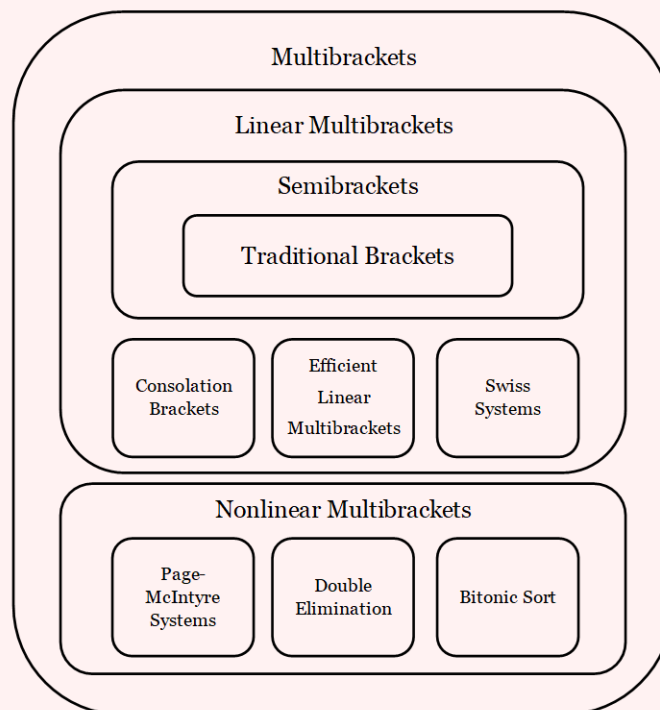 Multibrackets
Linear Multibrackets
Semibrackets
Traditional Brackets
Consolation
Brackets
Efficient
Linear
Multibrackets
Swiss
Systems
Nonlinear Multibrackets
Page-
McIntyre
Systems
Double
Elimination
Bitonic Sort